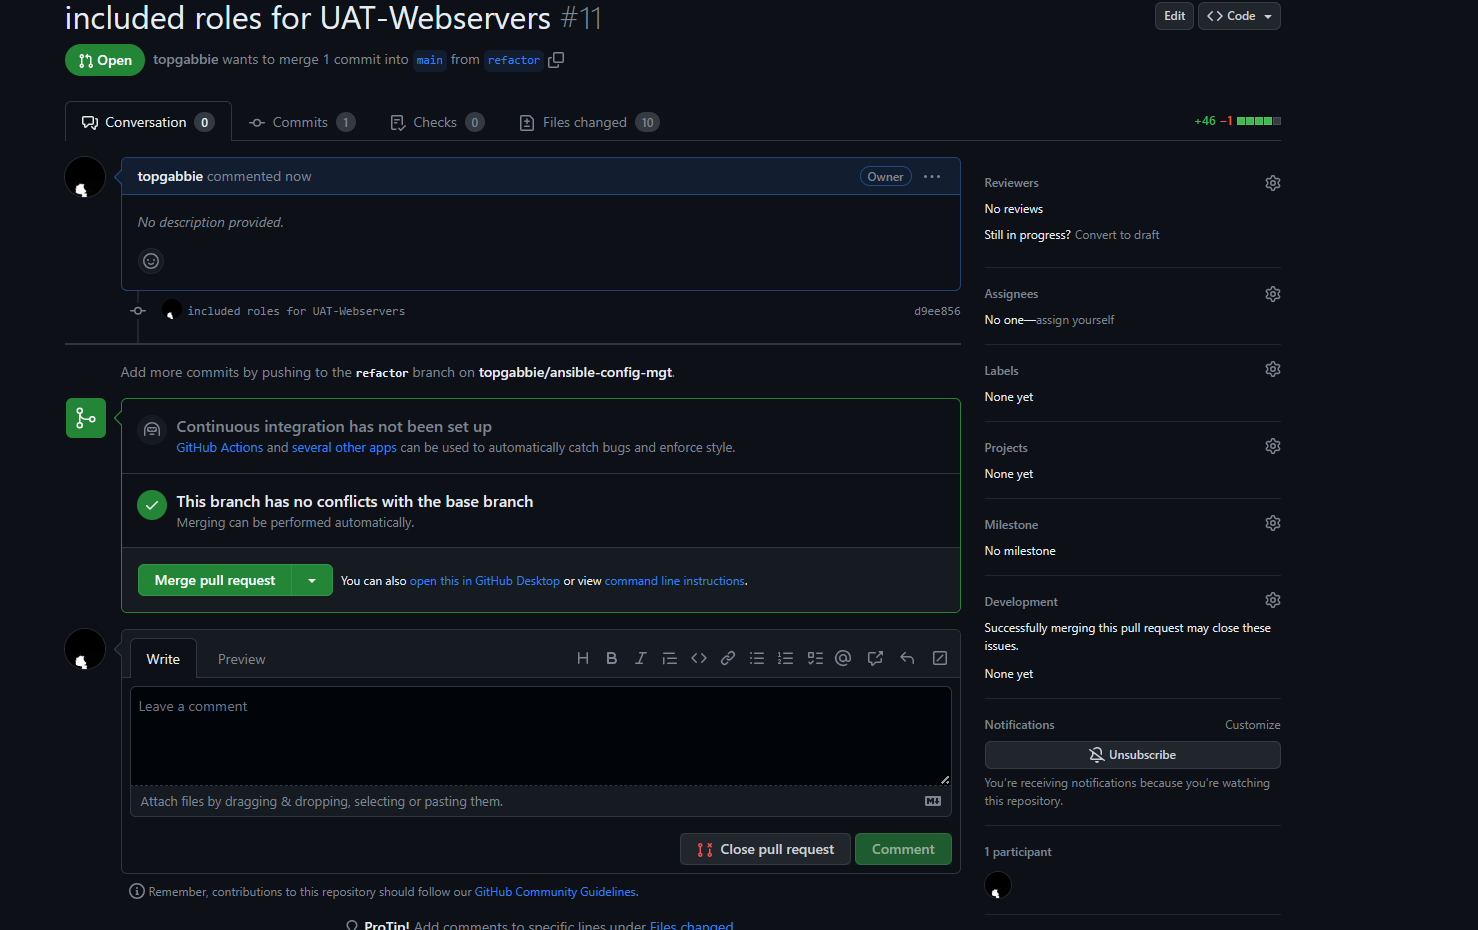 included roles for UAT-Webservers #11
Edit
Code
Open
topgabbie wants to merge 1 commit into main from refactor
Conversation 0
Commits 1
Checks 0
Files changed 10
+46 −1
topgabbie commented now
Owner
No description provided.
included roles for UAT-Webservers
d9ee856
Add more commits by pushing to the refactor branch on topgabbie/ansible-config-mgt.
Continuous integration has not been set up
GitHub Actions and several other apps can be used to automatically catch bugs and enforce style.
This branch has no conflicts with the base branch
Merging can be performed automatically.
Merge pull request
You can also open this in GitHub Desktop or view command line instructions.
Write
Preview
Leave a comment
Attach files by dragging & dropping, selecting or pasting them.
Close pull request
Comment
Remember, contributions to this repository should follow our GitHub Community Guidelines.
ProTip! Add comments to specific lines under Files changed
Reviewers
No reviews
Still in progress? Convert to draft
Assignees
No one—assign yourself
Labels
None yet
Projects
None yet
Milestone
No milestone
Development
Successfully merging this pull request may close these
issues.
None yet
Notifications
Customize
Unsubscribe
You're receiving notifications because you're watching
this repository.
1 participant